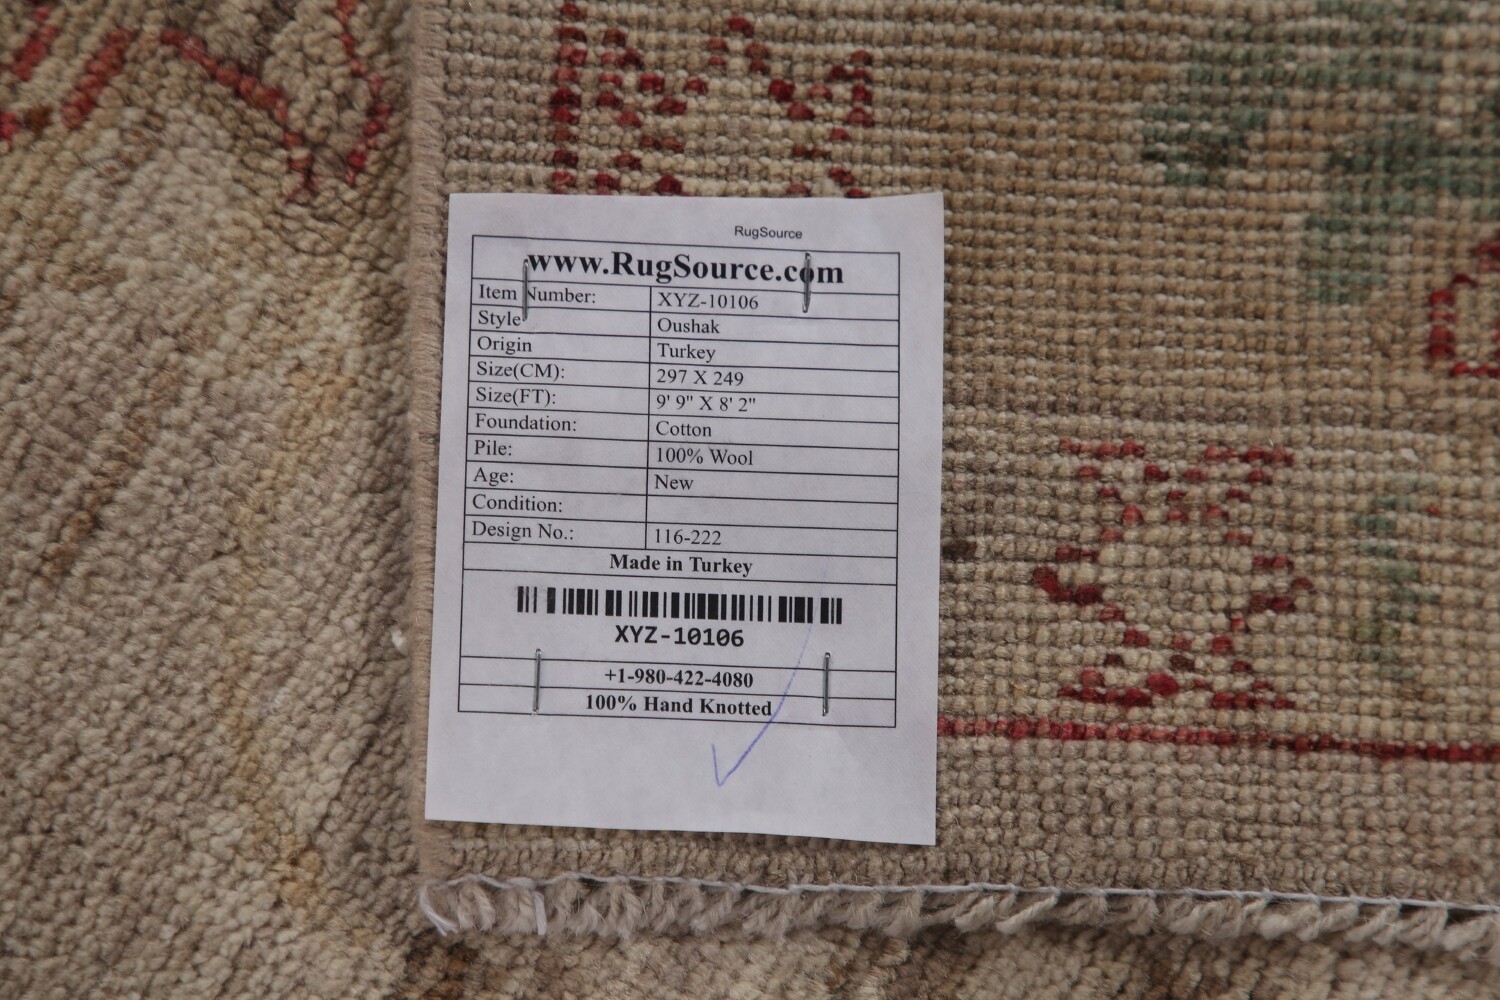 RugSource
www.RugSource.com
Item Number: XYZ-10106
Style Oushak
Origin Turkey
Size(CM): 297 X 249
Size(FT): 9' 9" X 8' 2"
Foundation: Cotton
Pile: 100% Wool
Age: New
Condition:
Design No.: 116-222
Made in Turkey
XYZ-10106
+1-980-422-4080
100% Hand Knotted